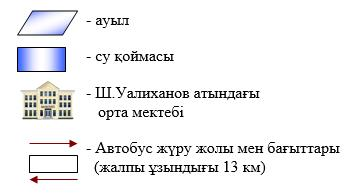 - ауыл
- су қоймасы
- Ш.Уалиханов атындағы
орта мектебі
- Автобус жүру жолы мен бағыттары
(жалпы ұзындығы 13 км)